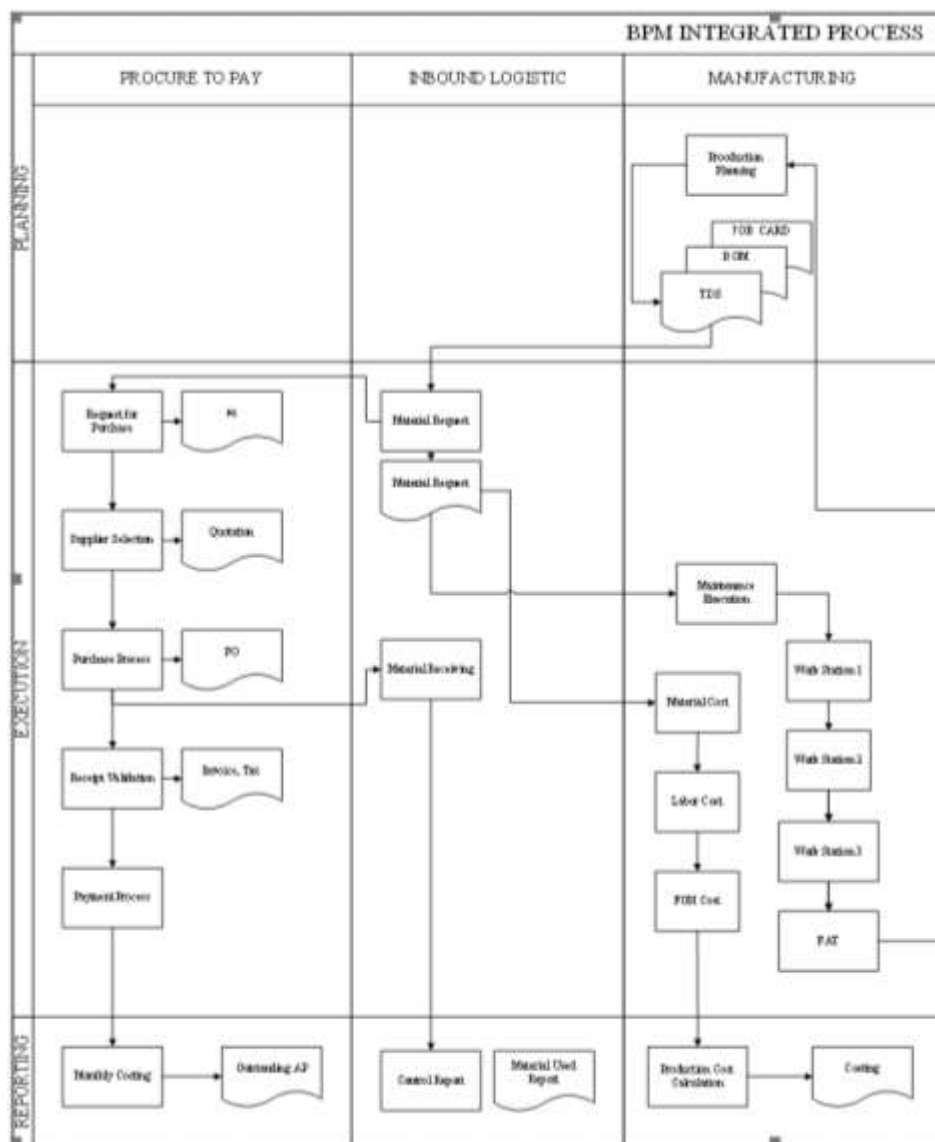 BPM INTEGRATED PROCESS
PROCURE TO PAY
INBOUND LOGISTIC
MANUFACTURING
PLANNING
Production
Planning
JOB CARD
BOM
TDS
EXECUTION
Request for
Purchase
Material Request
Material Request
Supplier Selection
Quotation
Maintenance
Execution
Purchase Process
PO
Material Receiving
Work Station 1
Material Cost
Receipt Validation
Invoice,
Work Station 2
Labor Cost
Work Station 3
Payment Process
FOH Cost
FAT
REPORTING
Monthly Costing
Outstanding AP
Control Report
Material Used
Report
Production Cost
Calculation
Costing